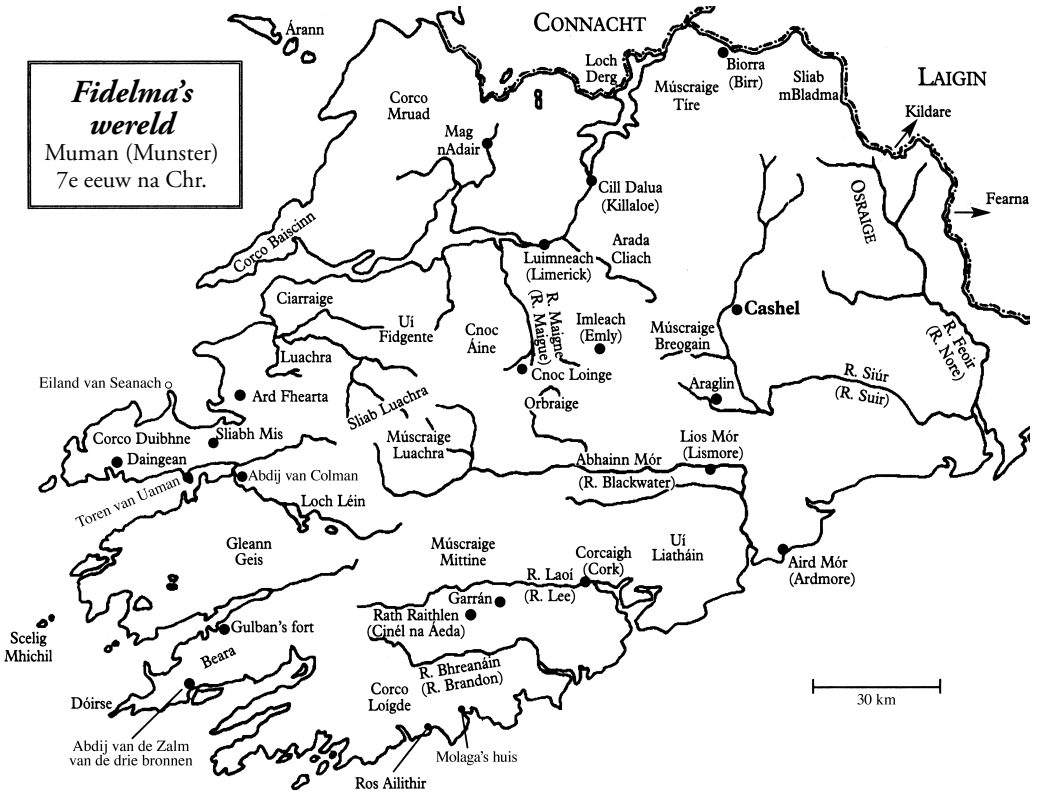 Fidelma's
wereld
Muman (Munster)
7e eeuw na Chr.
Árann
CONNACHT
Loch
Derg
Biorra
(Birr)
Múscraige
Tíre
Sliab
mBladma
LAIGIN
Kildare
Fearna
Corco
Mruad
Mag
nAdair
Cill Dalua
(Killaloe)
OSRAIGE
Corco Baiscinn
Luimneach
(Limerick)
Arada
Cliach
Ciarraige
Uí
Fidgente
Cnoc
Áine
R. Maigne
(R. Maigue)
Imleach
(Emly)
Múscraige
Breogain
Cashel
R. Feoir
(R. Nore)
Luachra
Cnoc Loinge
Eiland van Seanach
Ard Fhearta
Sliab Luachra
Orbraige
Araglin
R. Siúr
(R. Suir)
Corco Duibhne
Sliabh Mis
Daingean
Múscraige
Luachra
Lios Mór
(Lismore)
Abhainn Mór
(R. Blackwater)
Toren van Uaman
Abdij van Colman
Loch Léin
Gleann
Geis
Múscraige
Mittine
Corcaigh
(Cork)
Uí
Liatháin
Aird Mór
(Ardmore)
R. Laoí
(R. Lee)
Garrán
Rath Raithlen
(Cinél na Áeda)
Scelig
Mhichil
Gulban's fort
Beara
R. Bhreanáin
(R. Brandon)
Corco
Loígde
Dóirse
30 km
Abdij van de Zalm
van de drie bronnen
Molaga's huis
Ros Ailithir